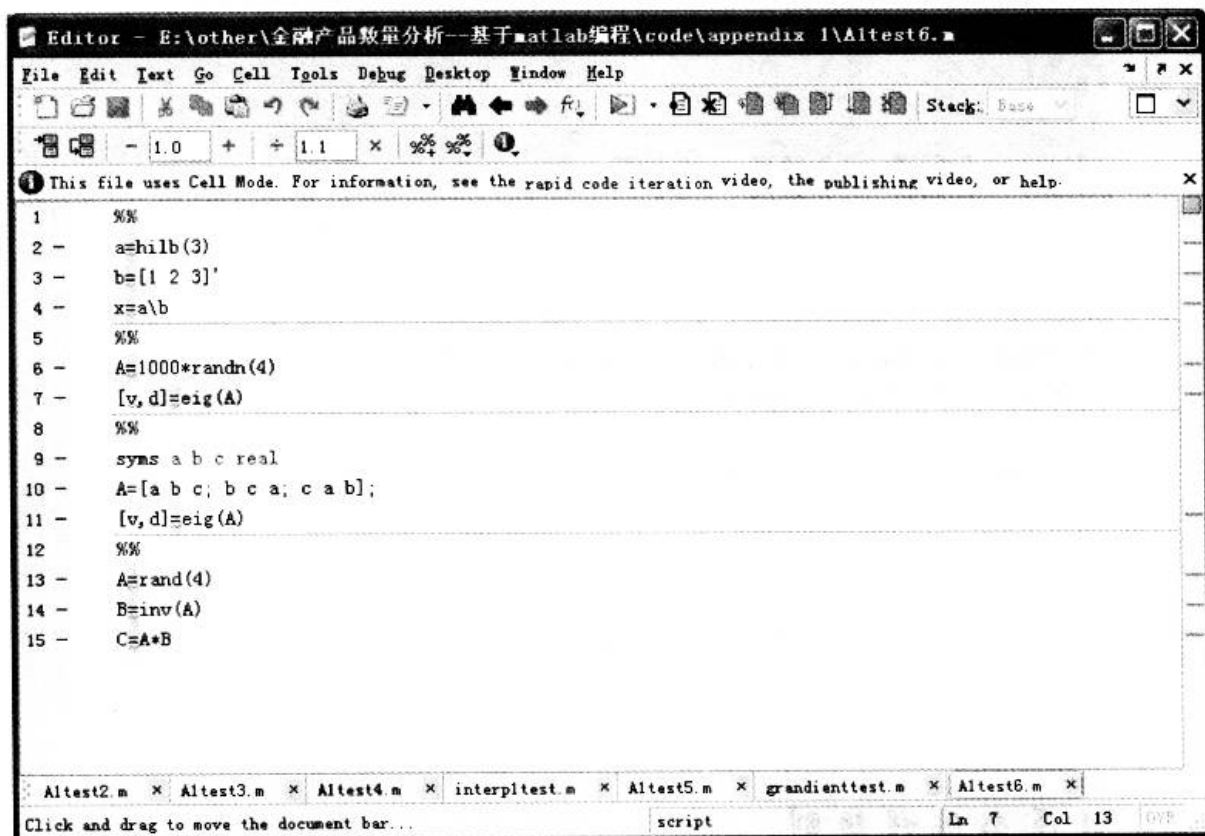 Editor - E:\other\金融产品数量分析--基于matlab编程\code\appendix 1\A1test6.m
File Edit Text Go Cell Tools Debug Desktop Window Help
Stack: Base
- 1.0 + ÷ 1.1 ×
This file uses Cell Mode. For information, see the rapid code iteration video, the publishing video, or help.
1 %%
2 - a=hilb(3)
3 - b=[1 2 3]'
4 - x=a\b
5 %%
6 - A=1000*randn(4)
7 - [v,d]=eig(A)
8 %%
9 - syms a b c real
10 - A=[a b c; b c a; c a b];
11 - [v,d]=eig(A)
12 %%
13 - A=rand(4)
14 - B=inv(A)
15 - C=A*B
A1test2.m × A1test3.m × A1test4.m × interp1test.m × A1test5.m × grandienttest.m × A1test6.m ×
Click and drag to move the document bar... script Ln 7 Col 13 OVR